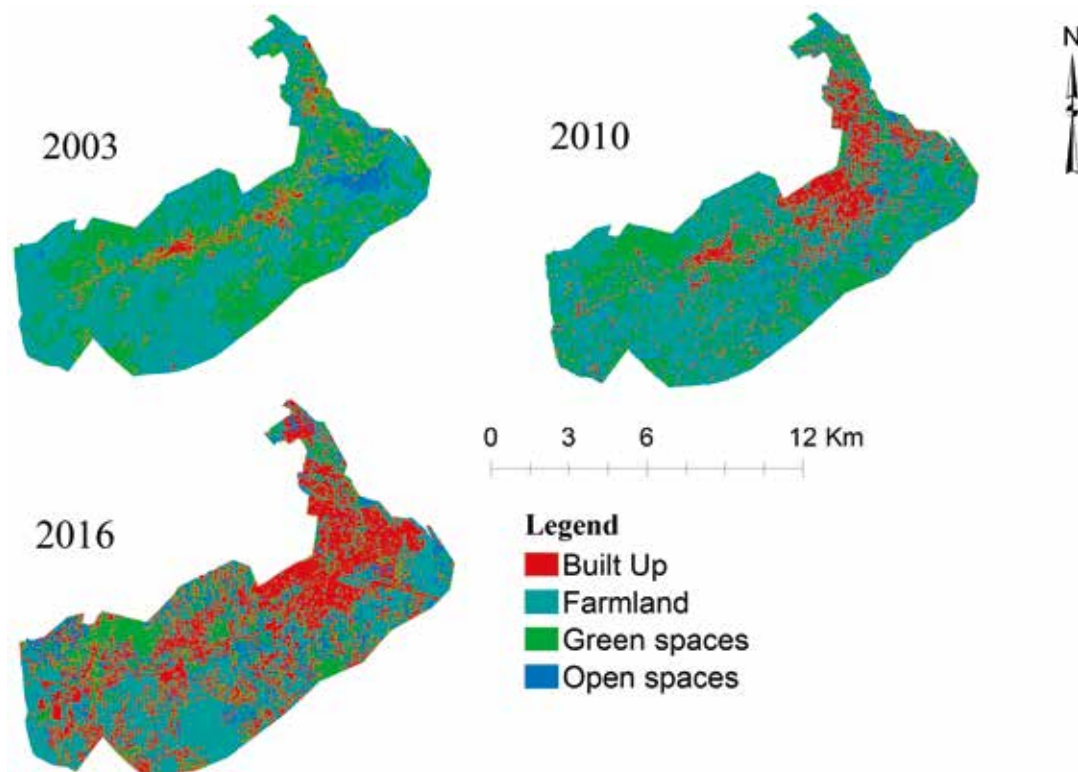 N
2003
2010
2016
0 3 6 12 Km
Legend
Built Up
Farmland
Green spaces
Open spaces